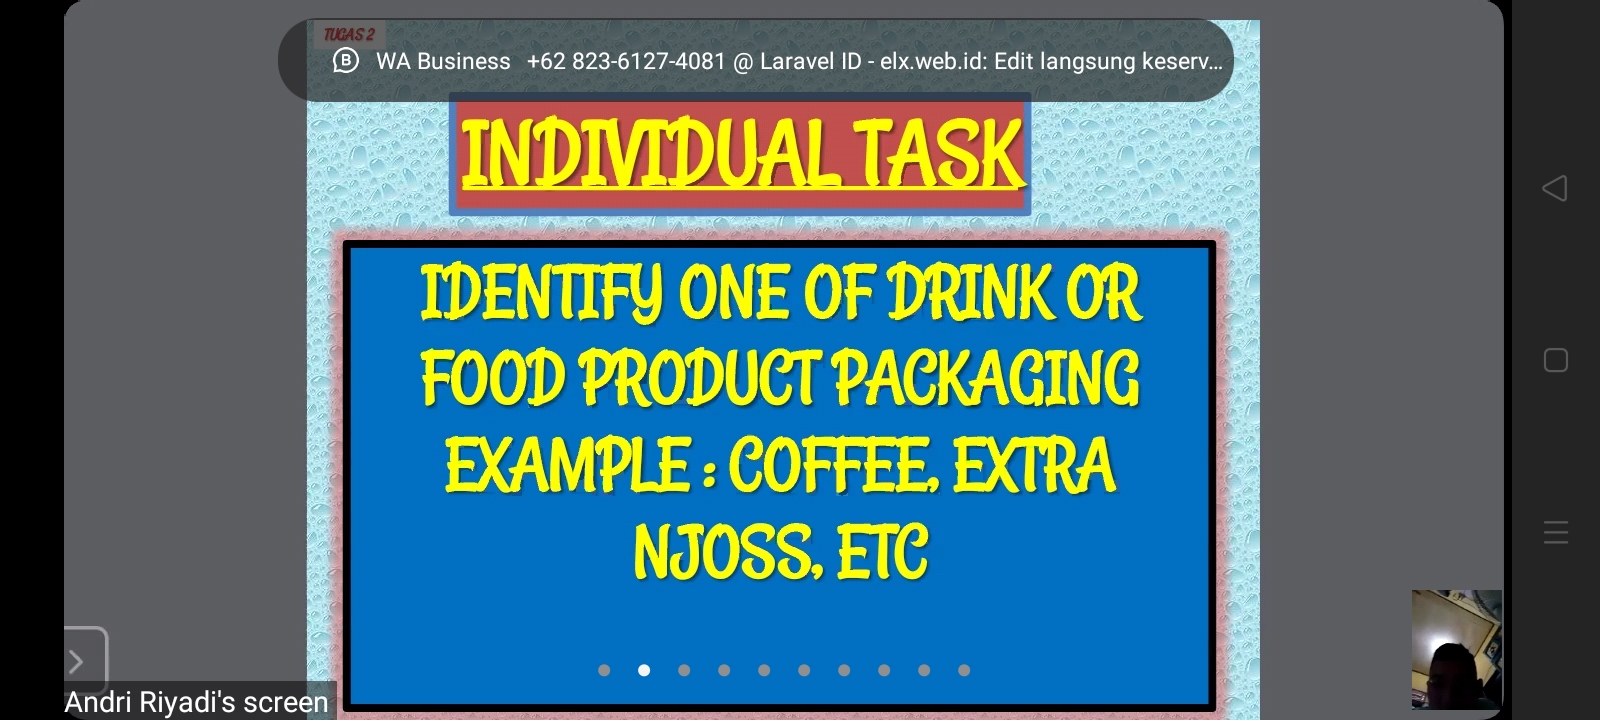 TUGAS 2
WA Business +62 823-6127-4081 @ Laravel ID - elx.web.id: Edit langsung keserv...
INDIVIDUAL TASK
IDENTIFY ONE OF DRINK OR
FOOD PRODUCT PACKAGING
EXAMPLE : COFFEE, EXTRA
NJOSS, ETC
Andri Riyadi's screen